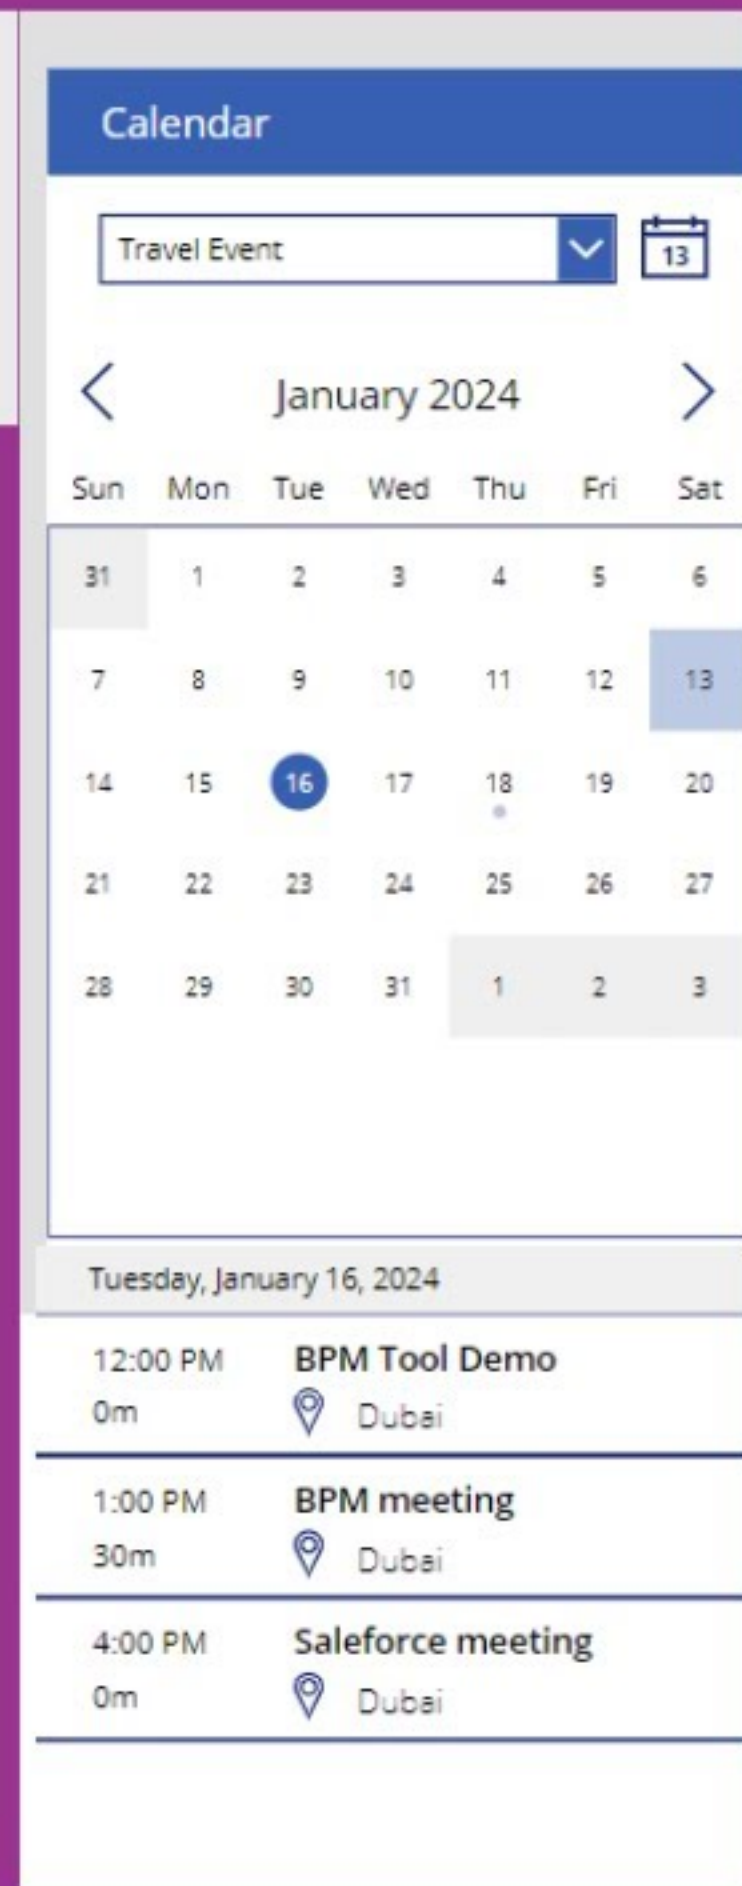 Calendar
Travel Event
13
January 2024
Sun Mon Tue Wed Thu Fri Sat
31 1 2 3 4 5 6
7 8 9 10 11 12 13
14 15 16 17 18 19 20
21 22 23 24 25 26 27
28 29 30 31 1 2 3
Tuesday, January 16, 2024
12:00 PM BPM Tool Demo
0m Dubai
1:00 PM BPM meeting
30m Dubai
4:00 PM Saleforce meeting
0m Dubai